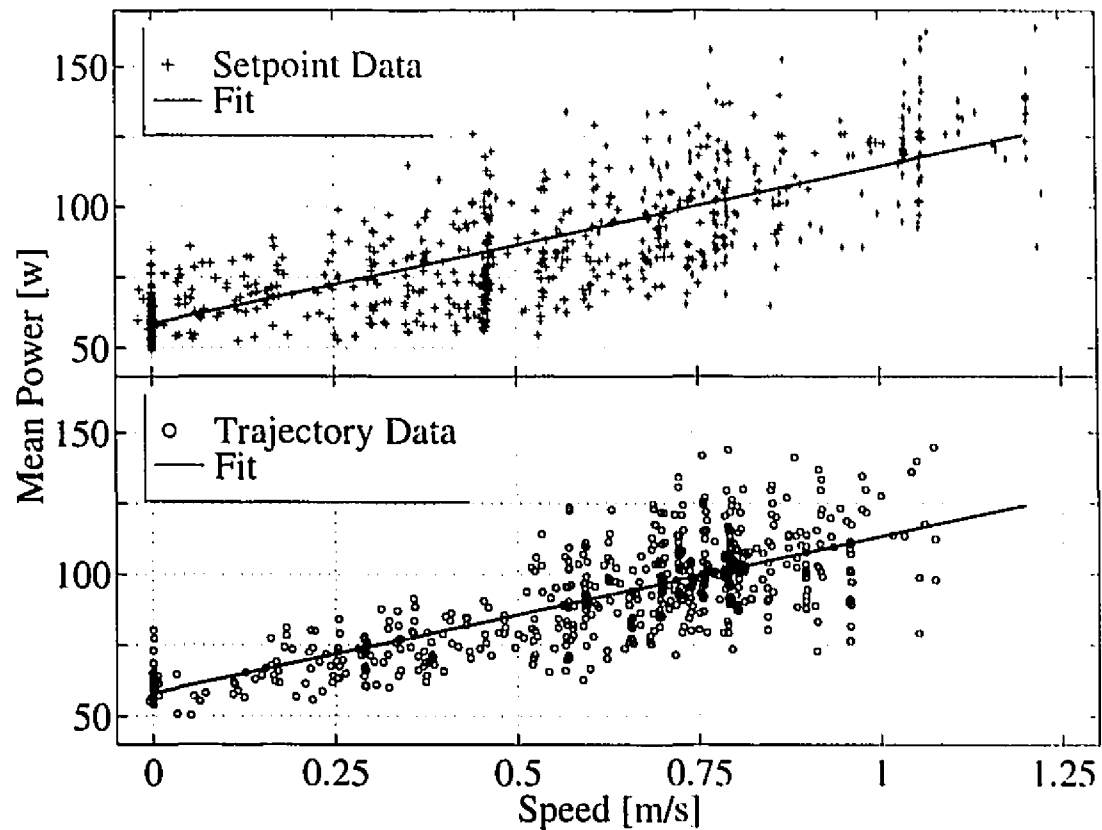 150
100
50
+ Setpoint Data
Fit
Mean Power [w]
150
100
50
Trajectory Data
Fit
0 0.25 0.5 0.75 1 1.25
Speed [m/s]